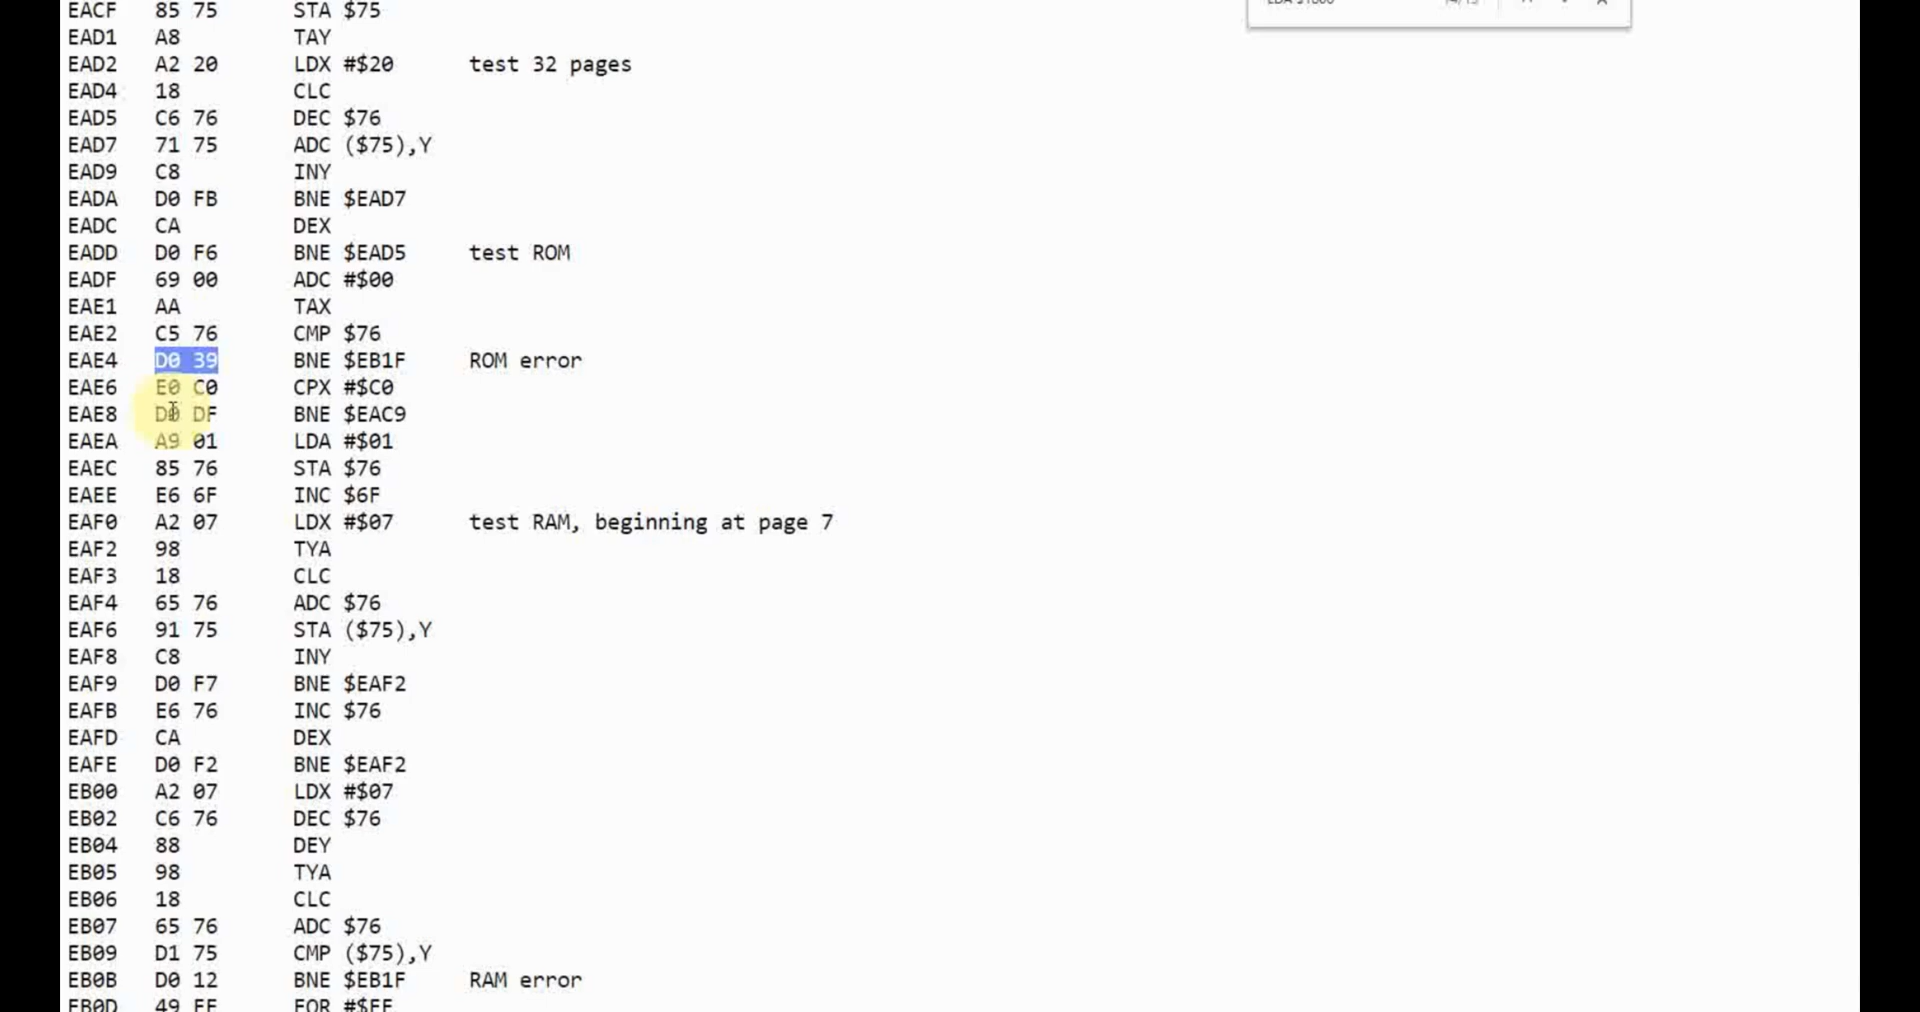 EACF 85 75 STA $75
EAD1 A8 TAY
EAD2 A2 20 LDX #$20 test 32 pages
EAD4 18 CLC
EAD5 C6 76 DEC $76
EAD7 71 75 ADC ($75),Y
EAD9 C8 INY
EADA D0 FB BNE $EAD7
EADC CA DEX
EADD D0 F6 BNE $EAD5 test ROM
EADF 69 00 ADC #$00
EAE1 AA TAX
EAE2 C5 76 CMP $76
EAE4 D0 39 BNE $EB1F ROM error
EAE6 E0 C0 CPX #$C0
EAE8 D0 DF BNE $EAC9
EAEA A9 01 LDA #$01
EAEC 85 76 STA $76
EAEE E6 6F INC $6F
EAF0 A2 07 LDX #$07 test RAM, beginning at page 7
EAF2 98 TYA
EAF3 18 CLC
EAF4 65 76 ADC $76
EAF6 91 75 STA ($75),Y
EAF8 C8 INY
EAF9 D0 F7 BNE $EAF2
EAFB E6 76 INC $76
EAFD CA DEX
EAFE D0 F2 BNE $EAF2
EB00 A2 07 LDX #$07
EB02 C6 76 DEC $76
EB04 88 DEY
EB05 98 TYA
EB06 18 CLC
EB07 65 76 ADC $76
EB09 D1 75 CMP ($75),Y
EB0B D0 12 BNE $EB1F RAM error
EB0D 49